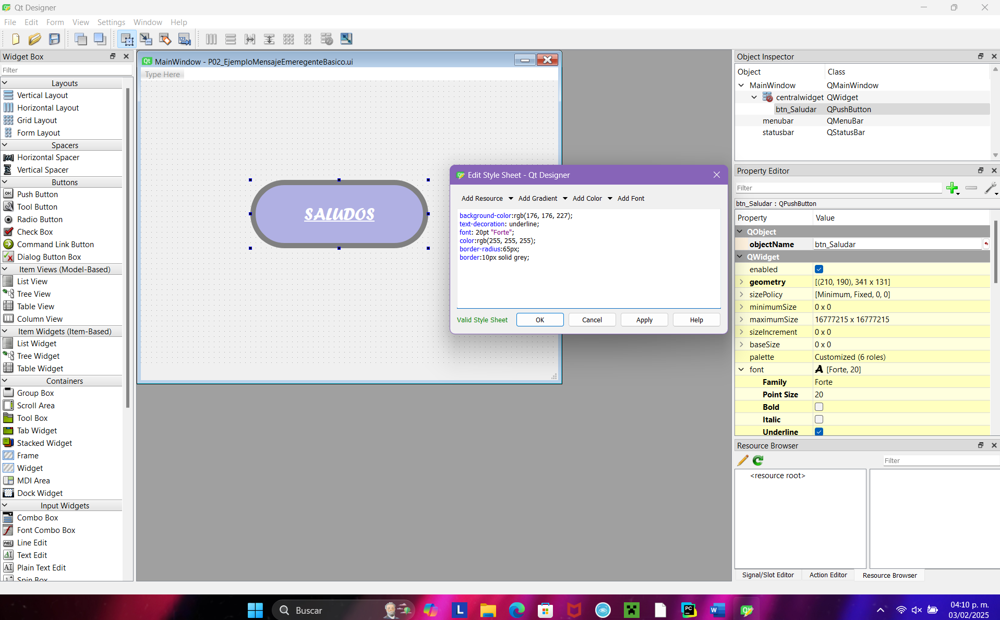 Qt Designer
File Edit Form View Settings Window Help
Widget Box
Filter
Layouts
Vertical Layout
Horizontal Layout
Grid Layout
Form Layout
Spacers
Horizontal Spacer
Vertical Spacer
Buttons
OK Push Button
Tool Button
Radio Button
Check Box
Command Link Button
Dialog Button Box
Item Views (Model-Based)
List View
Tree View
Table View
Column View
Item Widgets (Item-Based)
List Widget
Tree Widget
Table Widget
Containers
Group Box
Scroll Area
Tool Box
Tab Widget
Stacked Widget
Frame
Widget
MDI Area
Dock Widget
Input Widgets
Combo Box
Font Combo Box
Line Edit
Text Edit
Plain Text Edit
Spin Box
Qt MainWindow - P02_EjemploMensajeEmeregenteBasico.ui
Type Here
SALUDOS
Edit Style Sheet - Qt Designer
Add Resource Add Gradient Add Color Add Font
background-color:rgb(176, 176, 227);
text-decoration: underline;
font: 20pt "Forte";
color:rgb(255, 255, 255);
border-radius:65px;
border:10px solid grey;
Valid Style Sheet OK Cancel Apply Help
Object Inspector
Object Class
MainWindow QMainWindow
centralwidget QWidget
btn_Saludar QPushButton
menubar QMenuBar
statusbar QStatusBar
Property Editor
Filter
btn_Saludar : QPushButton
Property Value
QObject
objectName btn_Saludar
QWidget
enabled
geometry [(210, 190), 341 x 131]
sizePolicy [Minimum, Fixed, 0, 0]
minimumSize 0 x 0
maximumSize 16777215 x 16777215
sizeIncrement 0 x 0
baseSize 0 x 0
palette Customized (6 roles)
font A [Forte, 20]
Family Forte
Point Size 20
Bold
Italic
Underline
Resource Browser
Filter
<resource root>
Signal/Slot Editor Action Editor Resource Browser
Buscar
04:10 p. m.
03/02/2025